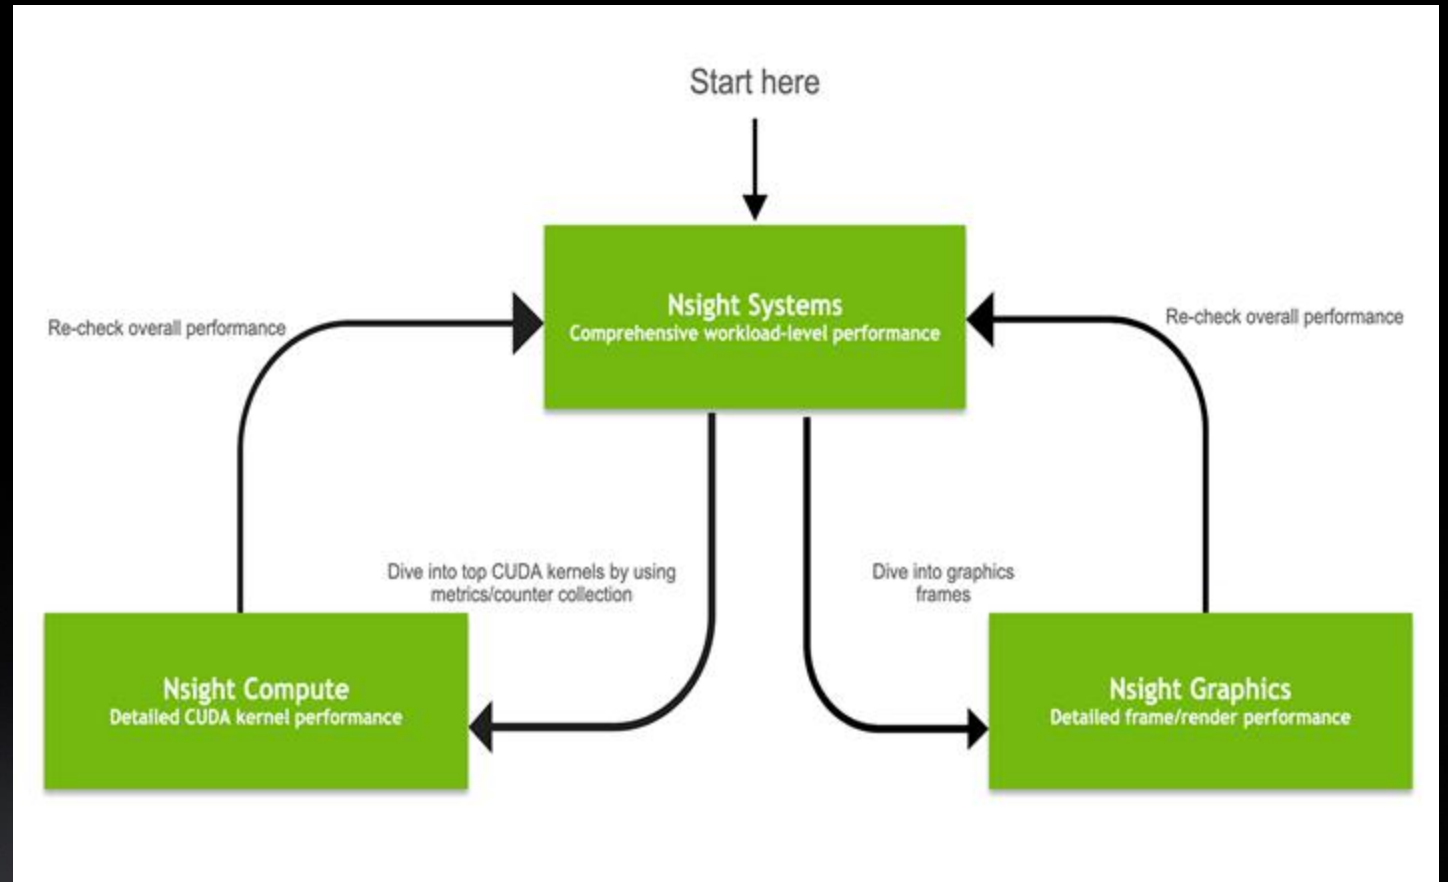 Start here
Nsight Systems
Comprehensive workload-level performance
Re-check overall performance
Re-check overall performance
Dive into top CUDA kernels by using
metrics/counter collection
Dive into graphics
frames
Nsight Compute
Detailed CUDA kernel performance
Nsight Graphics
Detailed frame/render performance